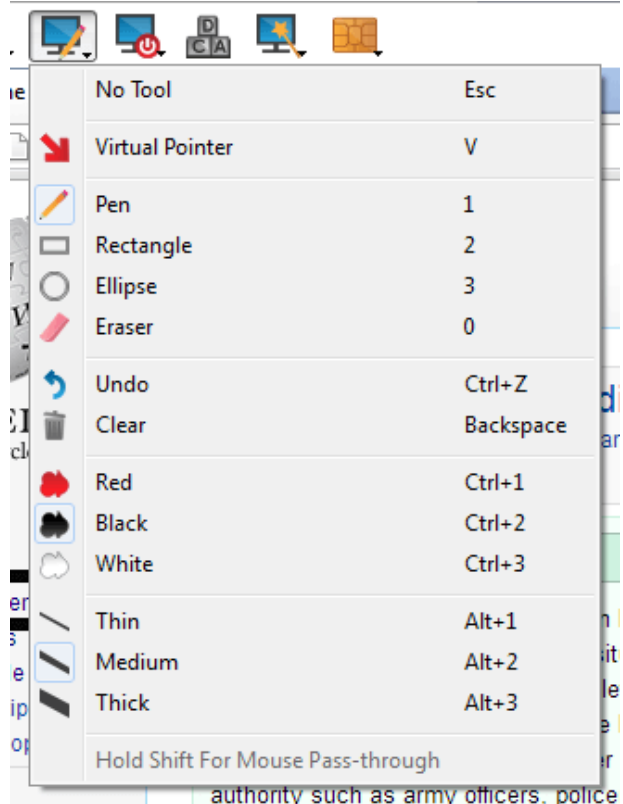 No Tool Esc
Virtual Pointer V
Pen 1
Rectangle 2
Ellipse 3
Eraser 0
Undo Ctrl+Z
Clear Backspace
Red Ctrl+1
Black Ctrl+2
White Ctrl+3
Thin Alt+1
Medium Alt+2
Thick Alt+3
Hold Shift For Mouse Pass-through
authority such as army officers, police